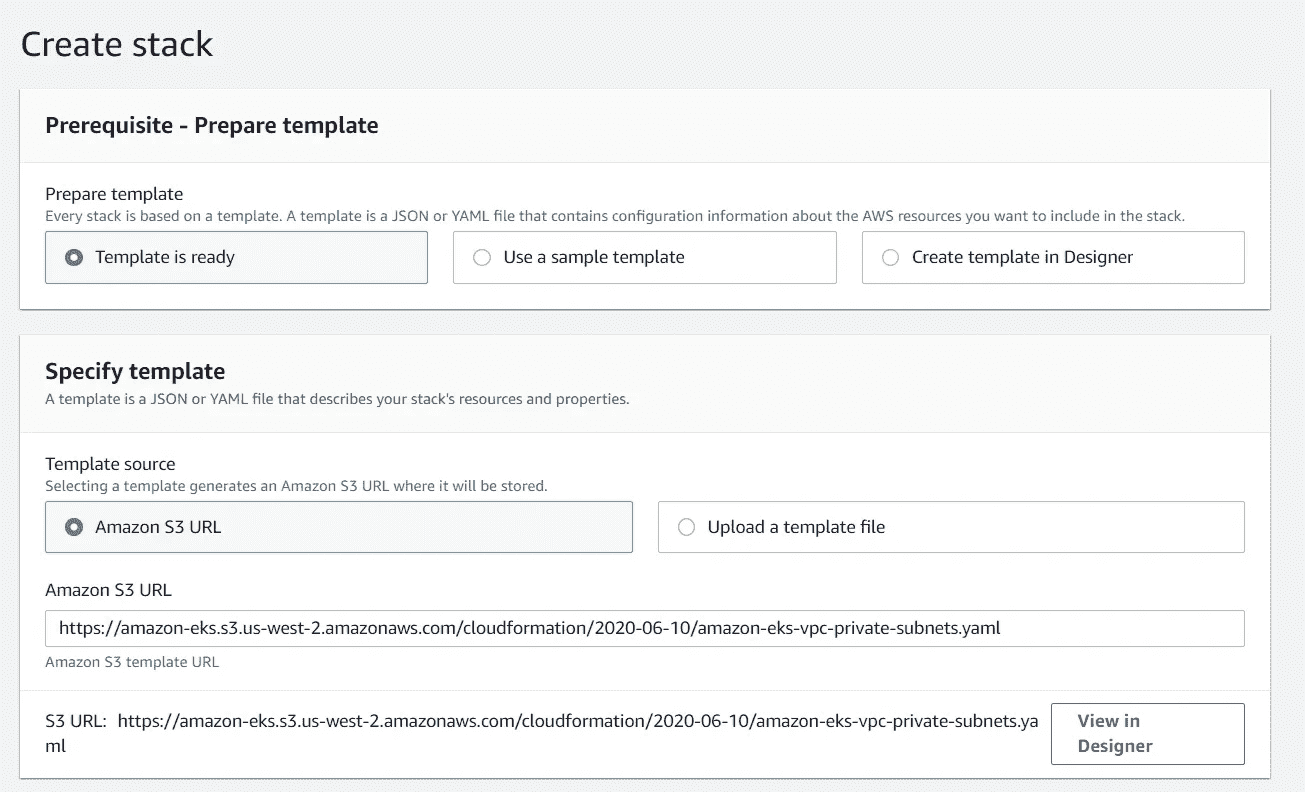 Create stack
Prerequisite - Prepare template
Prepare template
Every stack is based on a template. A template is a JSON or YAML file that contains configuration information about the AWS resources you want to include in the stack.
Template is ready
Use a sample template
Create template in Designer
Specify template
A template is a JSON or YAML file that describes your stack's resources and properties.
Template source
Selecting a template generates an Amazon S3 URL where it will be stored.
Amazon S3 URL
Upload a template file
Amazon S3 URL
https://amazon-eks.s3.us-west-2.amazonaws.com/cloudformation/2020-06-10/amazon-eks-vpc-private-subnets.yaml
Amazon S3 template URL
S3 URL: https://amazon-eks.s3.us-west-2.amazonaws.com/cloudformation/2020-06-10/amazon-eks-vpc-private-subnets.ya
ml
View in
Designer